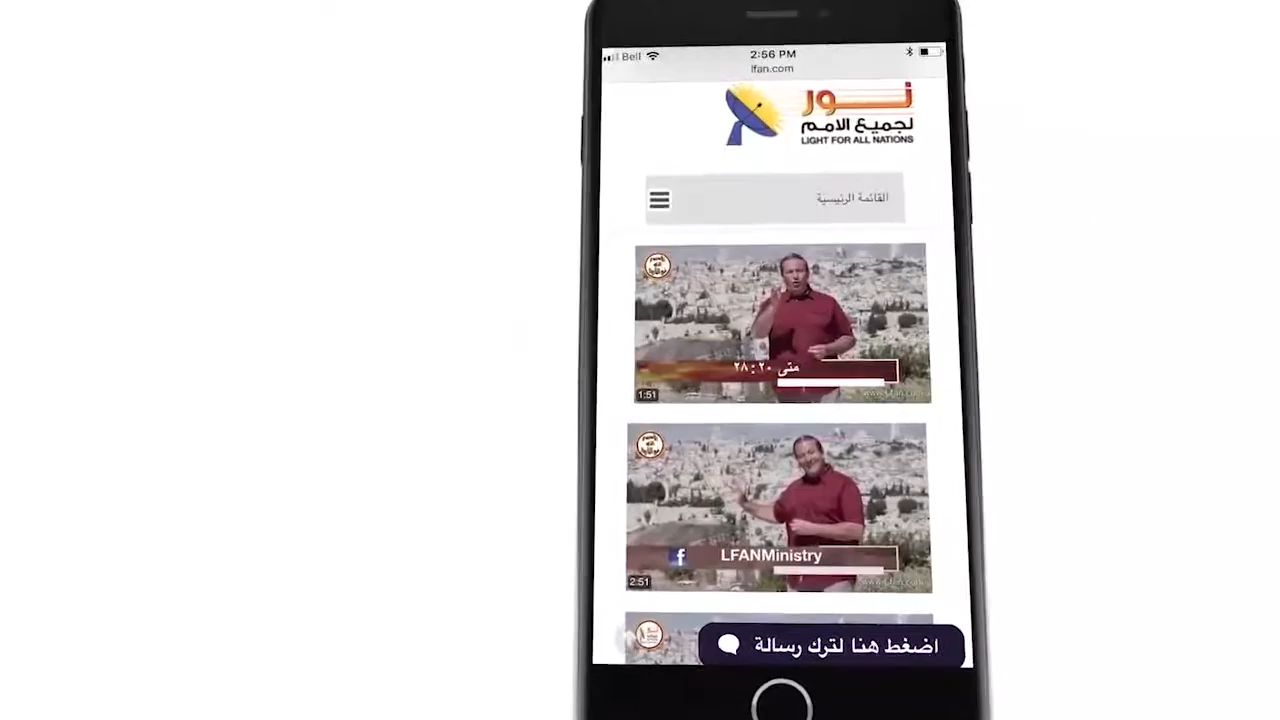 Bell
2:56 PM
lfan.com
نور
لجميع الامم
LIGHT FOR ALL NATIONS
القائمة الرئيسية
متى ٢٨:٢٠
1:51
LFANMinistry
2:51
اضغط هنا لترك رسالة